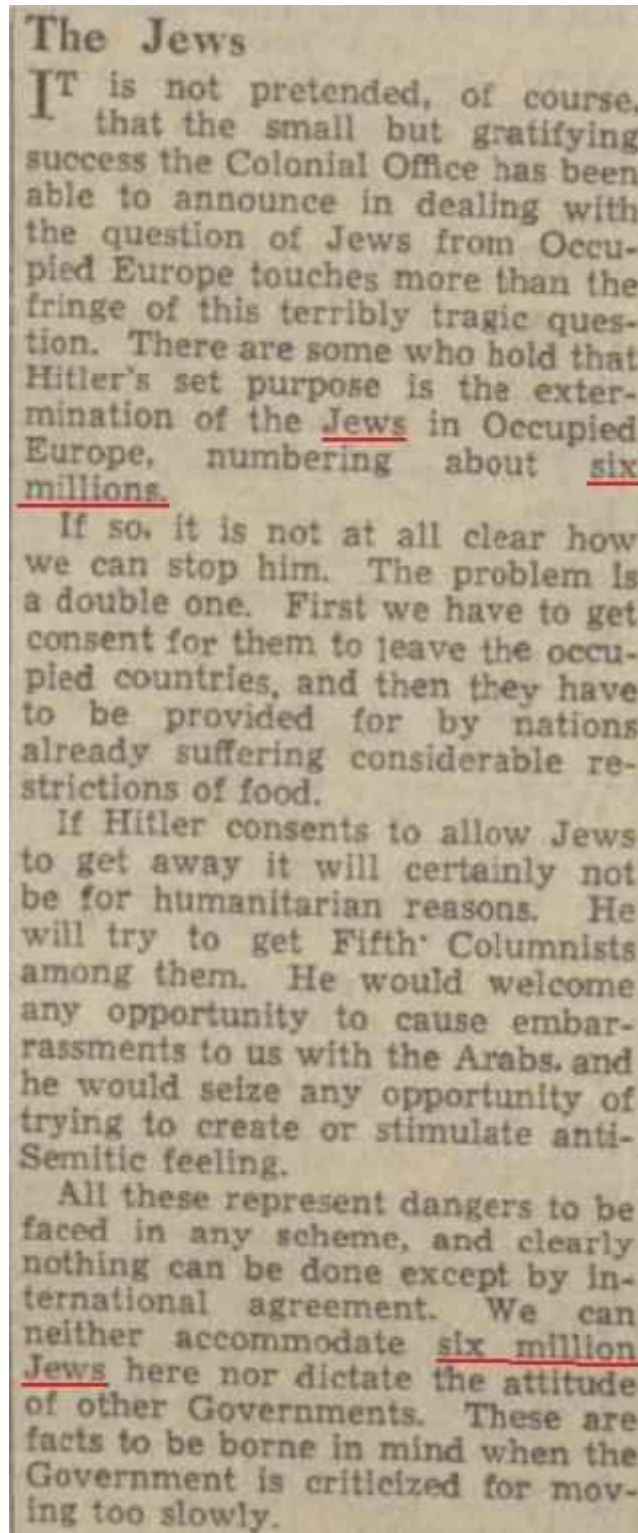 The Jews
IT is not pretended, of course,
that the small but gratifying
success the Colonial Office has been
able to announce in dealing with
the question of Jews from Occu-
pied Europe touches more than the
fringe of this terribly tragic ques-
tion. There are some who hold that
Hitler's set purpose is the exter-
mination of the Jews in Occupied
Europe, numbering about six
millions.
If so, it is not at all clear how
we can stop him. The problem is
a double one. First we have to get
consent for them to leave the occu-
pied countries, and then they have
to be provided for by nations
already suffering considerable re-
strictions of food.
If Hitler consents to allow Jews
to get away it will certainly not
be for humanitarian reasons. He
will try to get Fifth Columnists
among them. He would welcome
any opportunity to cause embar-
rassments to us with the Arabs, and
he would seize any opportunity of
trying to create or stimulate anti-
Semitic feeling.
All these represent dangers to be
faced in any scheme, and clearly
nothing can be done except by in-
ternational agreement. We can
neither accommodate six million
Jews here nor dictate the attitude
of other Governments. These are
facts to be borne in mind when the
Government is criticized for mov-
ing too slowly.